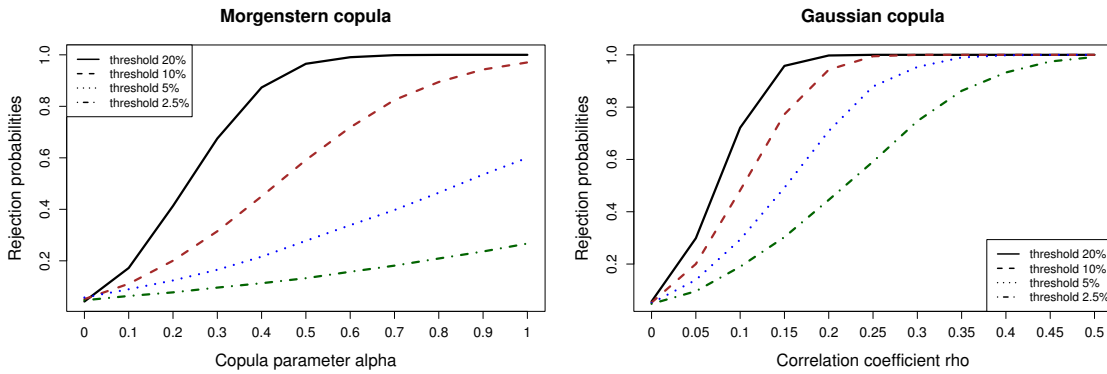 Morgenstern copula
threshold 20%
threshold 10%
threshold 5%
threshold 2.5%
Rejection probabilities
0.2
0.4
0.6
0.8
1.0
0 0.1 0.2 0.3 0.4 0.5 0.6 0.7 0.8 0.9 1
Copula parameter alpha
Gaussian copula
Rejection probabilities
0.2
0.4
0.6
0.8
1.0
threshold 20%
threshold 10%
threshold 5%
threshold 2.5%
0 0.05 0.1 0.15 0.2 0.25 0.3 0.35 0.4 0.45 0.5
Correlation coefficient rho